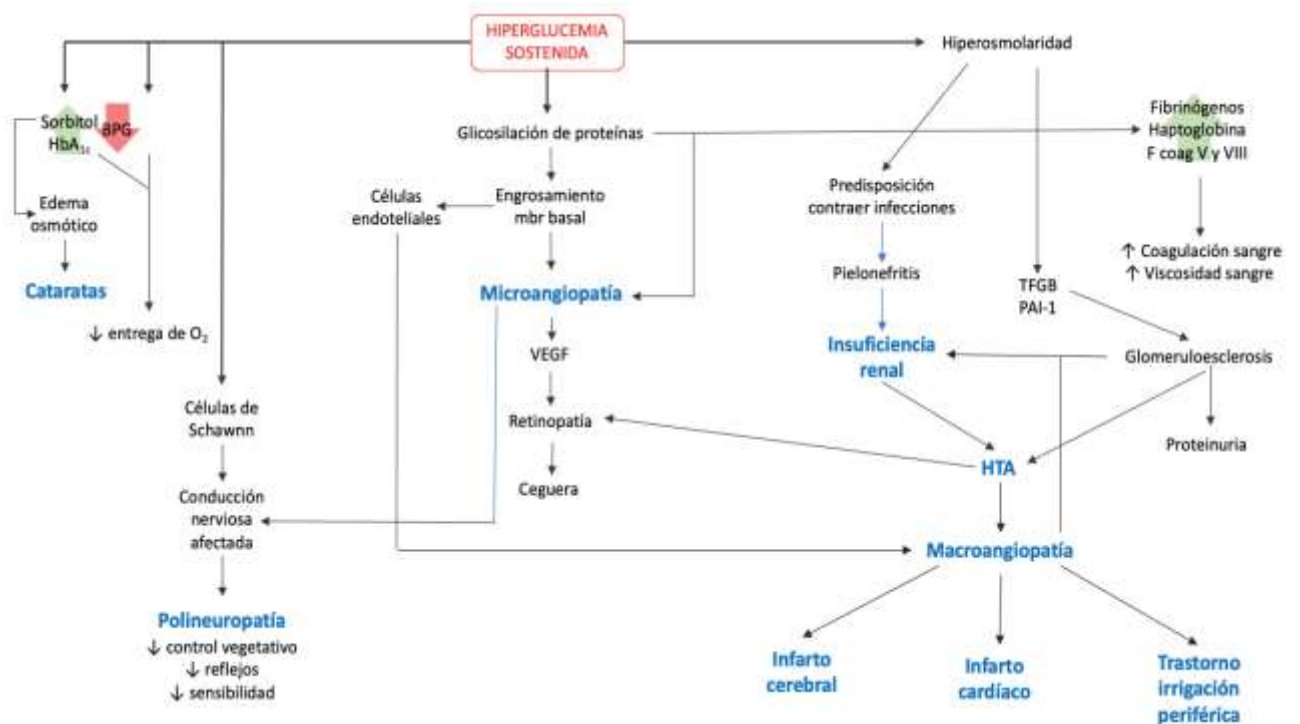 HIPERGLUCEMIA
SOSTENIDA
Hiperosmolaridad
Sorbitol
HbA1c
BPG
Glicosilación de proteínas
Fibrinógenos
Haptoglobina
F coag V y VIII
Edema
osmótico
Células
endoteliales
Engrosamiento
mbr basal
Predisposición
contraer infecciones
Cataratas
Microangiopatía
Pielonefritis
↑ Coagulación sangre
↑ Viscosidad sangre
TFGB
PAI-1
↓ entrega de O₂
VEGF
Insuficiencia
renal
Glomeruloesclerosis
Células de
Schawnn
Retinopatía
Proteinuria
HTA
Ceguera
Conducción
nerviosa
afectada
Macroangiopatía
Polineuropatía
↓ control vegetativo
↓ reflejos
↓ sensibilidad
Infarto
cerebral
Infarto
cardíaco
Trastorno
irrigación
periférica